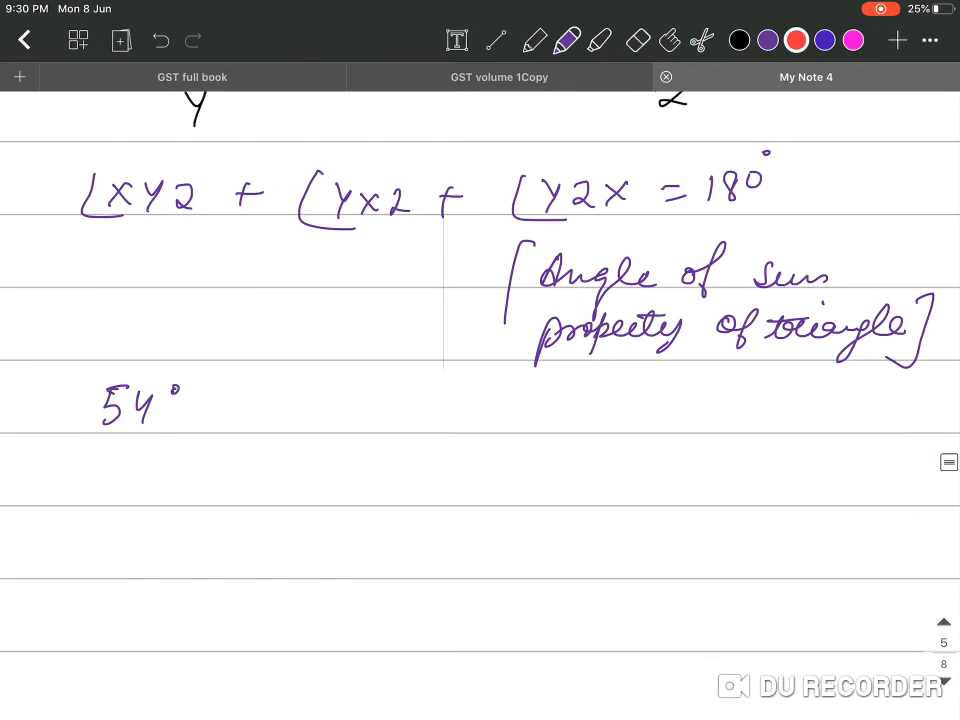 9:30 PM Mon 8 Jun 25%
GST full book GST volume 1Copy My Note 4
y z
∠xyz + ∠yxz + ∠yzx = 180°
[Angle of sum
property of triangle]
54°
5
8
DU RECORDER